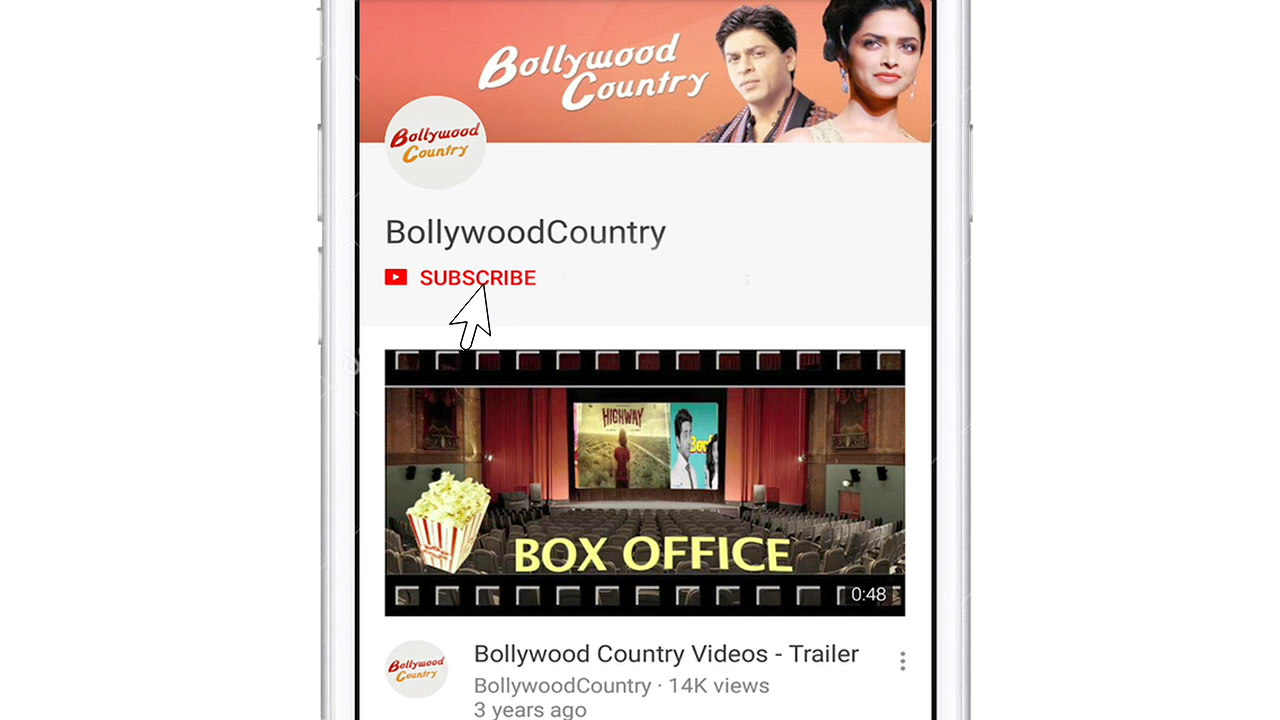 Bollywood
Country
Bollywood
Country
BollywoodCountry
SUBSCRIBE
HIGHWAY
BOX OFFICE
0:48
Bollywood
Country
Bollywood Country Videos - Trailer
BollywoodCountry · 14K views
3 years ago